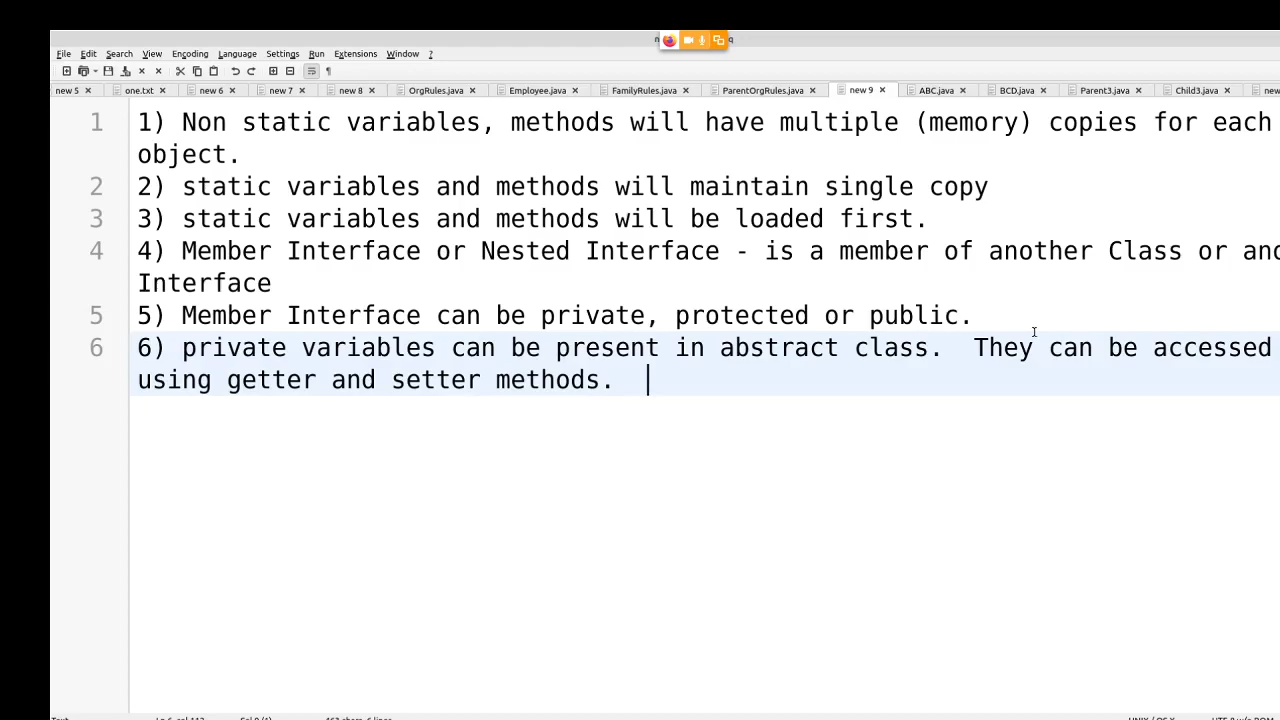 File Edit Search View Encoding Language Settings Run Extensions Window ?
new 5 one.txt new 6 new 7 new 8 OrgRules.java Employee.java FamilyRules.java ParentOrgRules.java new 9 ABC.java BCD.java Parent3.java Child3.java new
1 1) Non static variables, methods will have multiple (memory) copies for each
object.
2 2) static variables and methods will maintain single copy
3 3) static variables and methods will be loaded first.
4 4) Member Interface or Nested Interface - is a member of another Class or
Interface
5 5) Member Interface can be private, protected or public.
6 6) private variables can be present in abstract class. They can be accessed
using getter and setter methods.